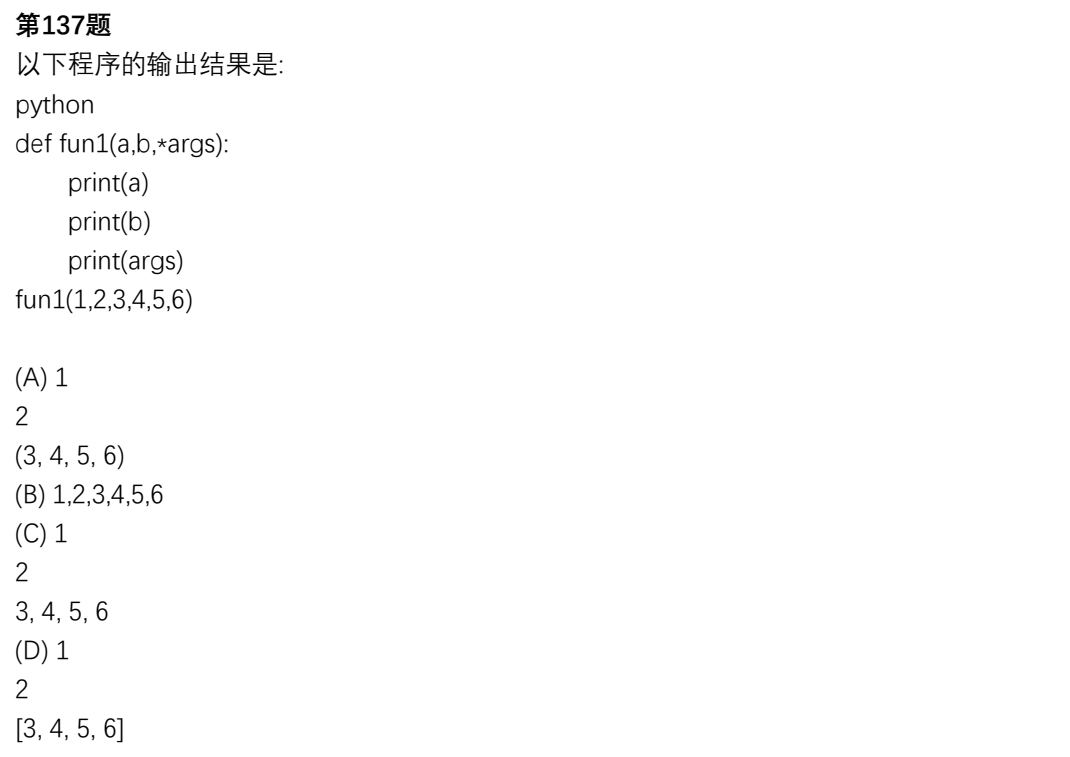 第137题
以下程序的输出结果是:
python
def fun1(a,b,*args):
    print(a)
    print(b)
    print(args)
fun1(1,2,3,4,5,6)
(A) 1
2
(3, 4, 5, 6)
(B) 1,2,3,4,5,6
(C) 1
2
3, 4, 5, 6
(D) 1
2
[3, 4, 5, 6]